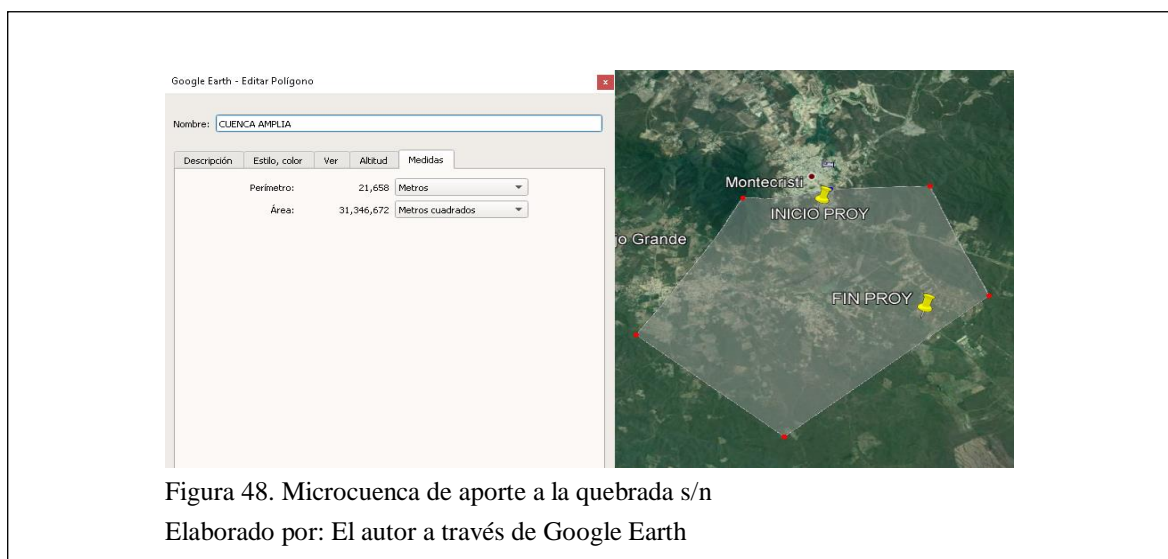 Google Earth - Editar Polígono
x
Nombre: CUENCA AMPLIA
Descripción Estilo, color Ver Altitud Medidas
Perímetro: 21,658 Metros
Área: 31,346,672 Metros cuadrados
Montecristi
INICIO PROY
jo Grande
FIN PROY
Figura 48. Microcuenca de aporte a la quebrada s/n
Elaborado por: El autor a través de Google Earth